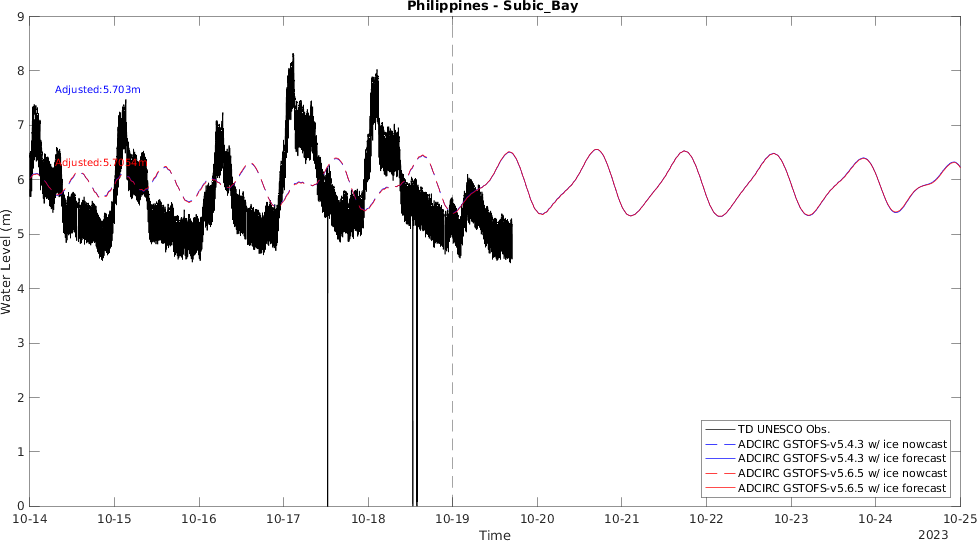 Philippines - Subic_Bay
9
8
7
6
5
4
3
2
1
0
Water Level (m)
Adjusted:5.703m
10-14
10-15
10-16
10-17
10-18
10-19
10-20
10-21
10-22
10-23
10-24
10-25
Time
2023
TD UNESCO Obs.
ADCIRC GSTOFS-v5.4.3 w/ ice nowcast
ADCIRC GSTOFS-v5.4.3 w/ ice forecast
ADCIRC GSTOFS-v5.6.5 w/ ice nowcast
ADCIRC GSTOFS-v5.6.5 w/ ice forecast